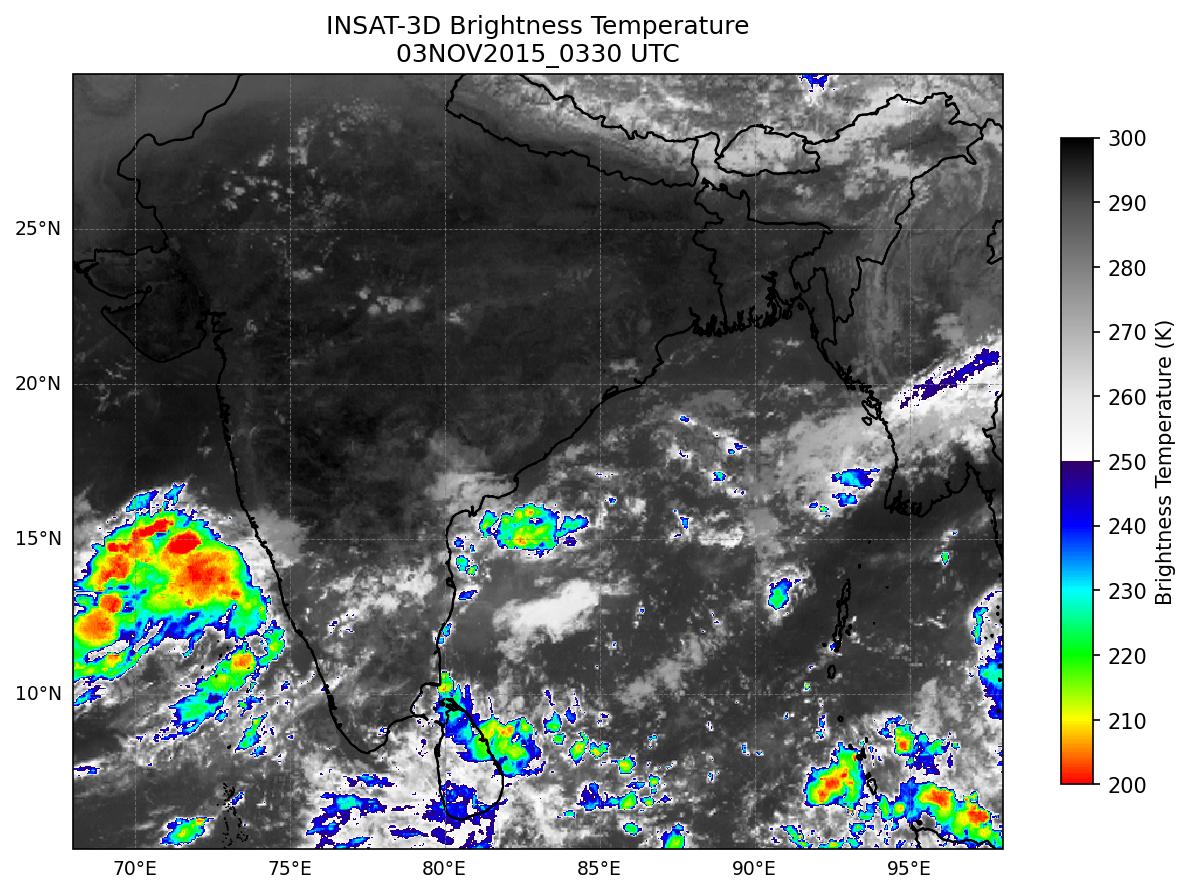 INSAT-3D Brightness Temperature
03NOV2015_0330 UTC
25°N
20°N
15°N
10°N
70°E
75°E
80°E
85°E
90°E
95°E
300
290
280
270
260
250
240
230
220
210
200
Brightness Temperature (K)